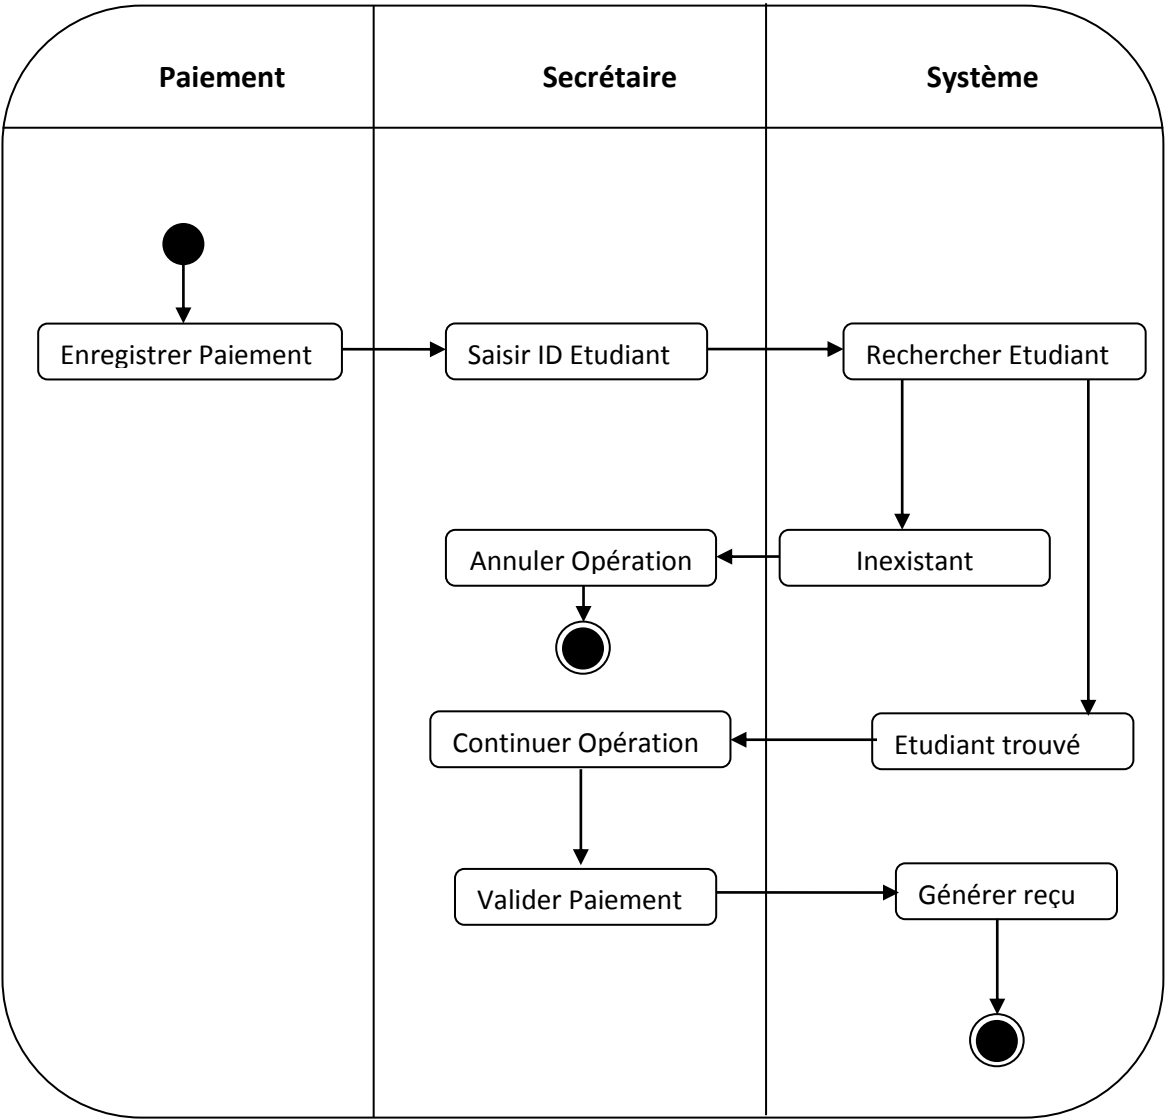 Paiement
Secrétaire
Système
Enregistrer Paiement
Saisir ID Etudiant
Rechercher Etudiant
Annuler Opération
Inexistant
Continuer Opération
Etudiant trouvé
Valider Paiement
Générer reçu